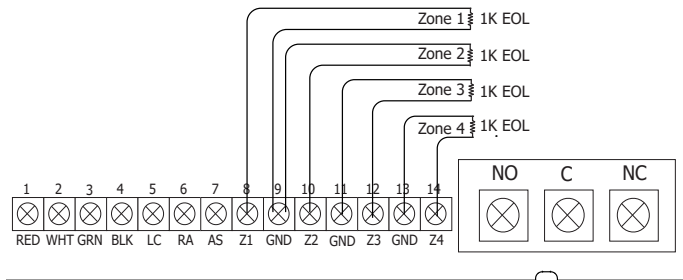 Zone 1 1K EOL
Zone 2 1K EOL
Zone 3 1K EOL
Zone 4 1K EOL
NO C NC
1 2 3 4 5 6 7 8 9 10 11 12 13 14
RED WHT GRN BLK LC RA AS Z1 GND Z2 GND Z3 GND Z4